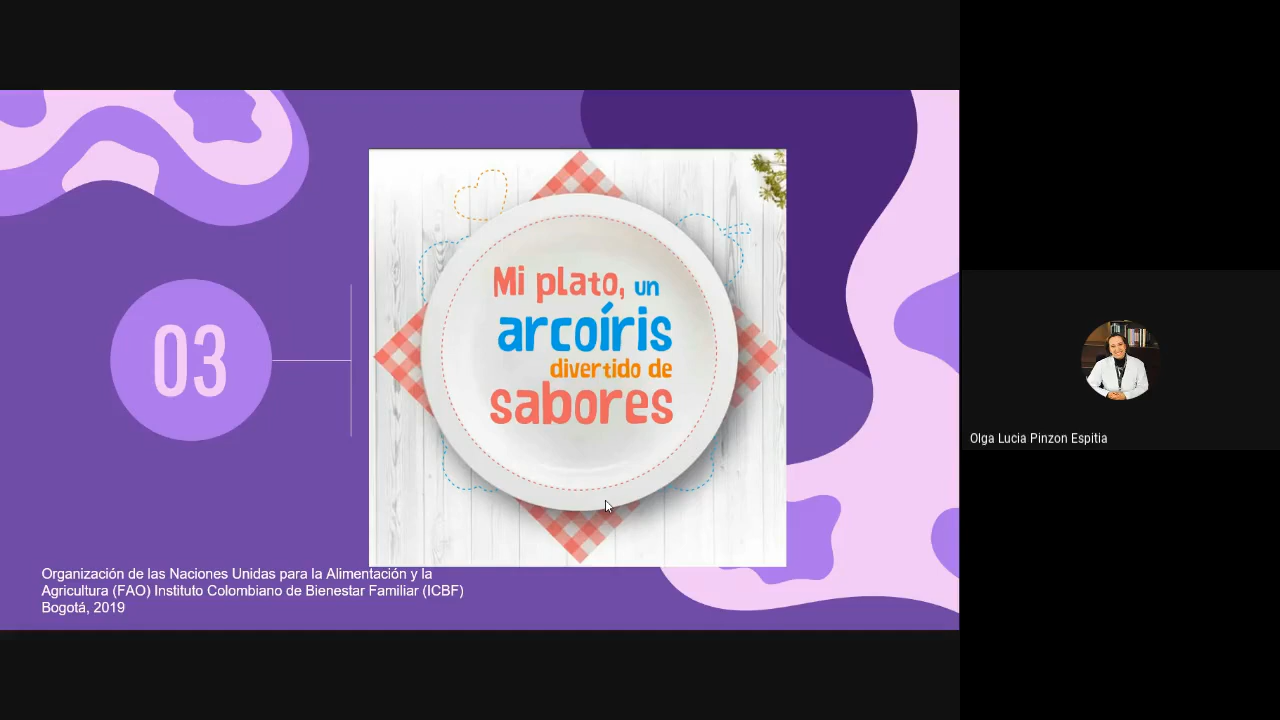 03
Mi plato, un
arcoíris
divertido de
sabores
Organización de las Naciones Unidas para la Alimentación y la
Agricultura (FAO) Instituto Colombiano de Bienestar Familiar (ICBF)
Bogotá, 2019
Olga Lucia Pinzon Espitia